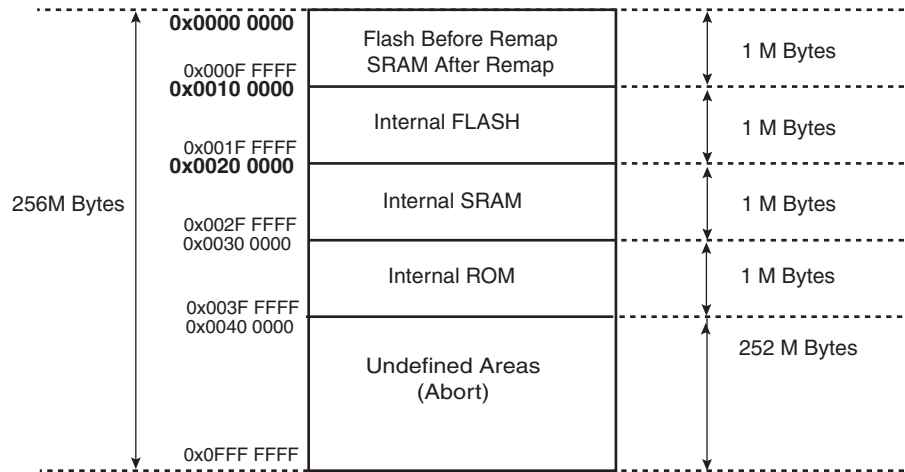 0x0000 0000
Flash Before Remap
SRAM After Remap
1 M Bytes
0x000F FFFF
0x0010 0000
Internal FLASH
1 M Bytes
0x001F FFFF
0x0020 0000
256M Bytes
Internal SRAM
1 M Bytes
0x002F FFFF
0x0030 0000
Internal ROM
1 M Bytes
0x003F FFFF
0x0040 0000
252 M Bytes
Undefined Areas
(Abort)
0x0FFF FFFF